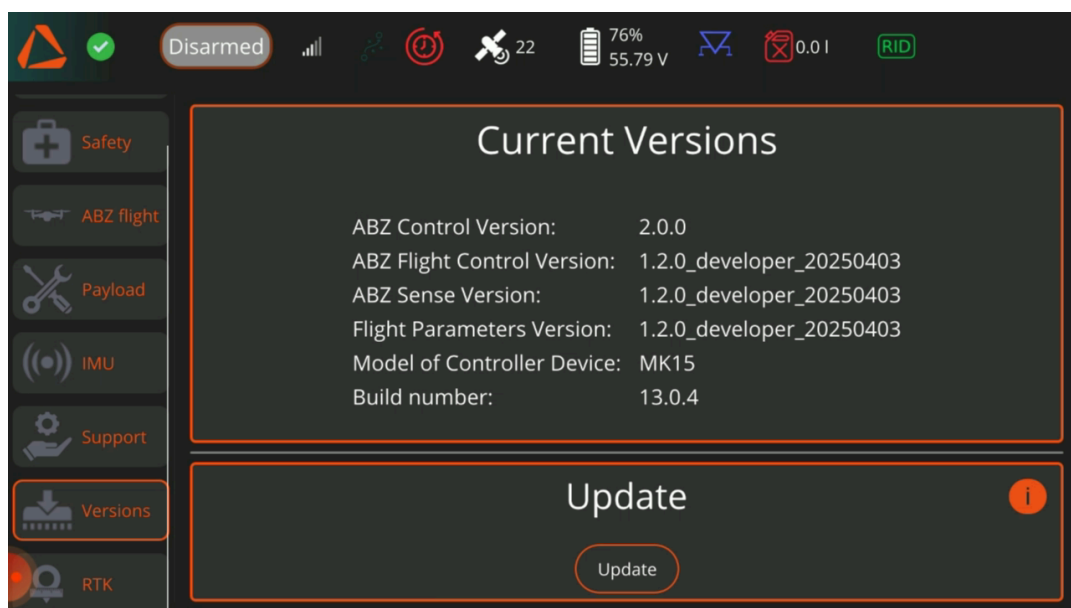 Disarmed
22
76%
55.79 V
0.0 l
RID
Safety
ABZ flight
Payload
IMU
Support
Versions
RTK
Current Versions
ABZ Control Version: 2.0.0
ABZ Flight Control Version: 1.2.0_developer_20250403
ABZ Sense Version: 1.2.0_developer_20250403
Flight Parameters Version: 1.2.0_developer_20250403
Model of Controller Device: MK15
Build number: 13.0.4
Update
i
Update